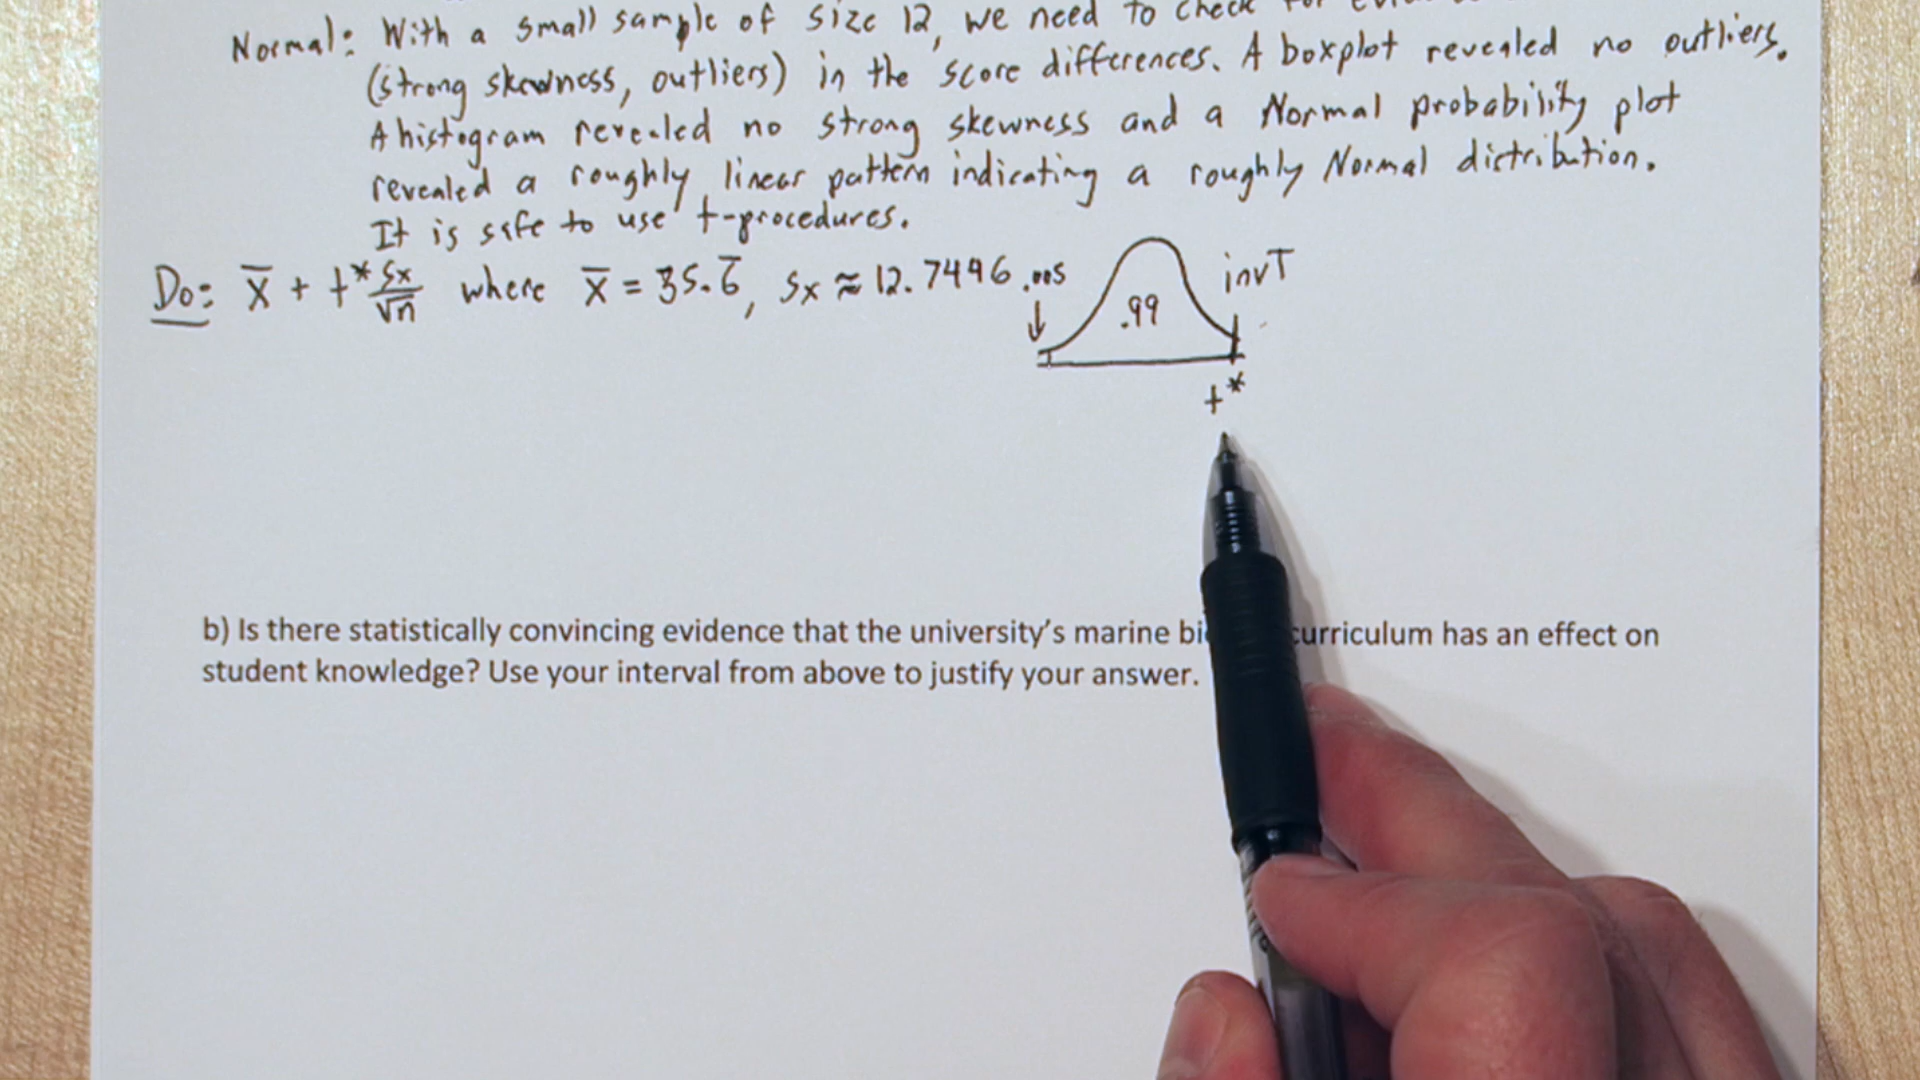 Normal: With a small sample of size 12, we need to check for
(strong skewness, outliers) in the score differences. A boxplot revealed no outliers.
A histogram revealed no strong skewness and a Normal probability plot
revealed a roughly linear pattern indicating a roughly Normal distribution.
It is safe to use t-procedures.
Do: x̄ + t* sx/√n where x̄ = 35.6̄, sx ≈ 12.7496
.005
.99
invT
t*
b) Is there statistically convincing evidence that the university's marine curriculum has an effect on
student knowledge? Use your interval from above to justify your answer.